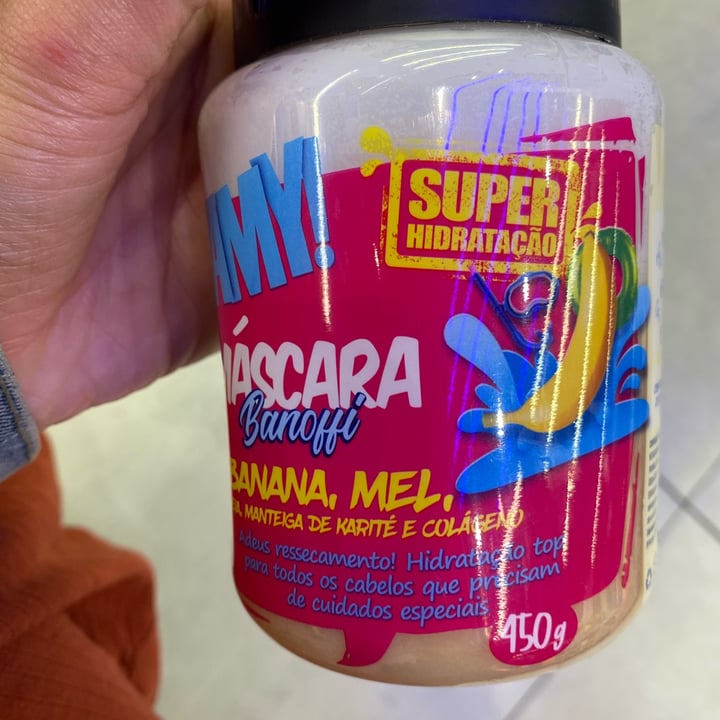 AMY!
SUPER
HIDRATAÇÃO
MÁSCARA
Banoffi
BANANA, MEL,
MANTEIGA DE KARITÉ E COLÁGENO
Adeus ressecamento! Hidratação top
para todos os cabelos que precisam
de cuidados especiais
450g